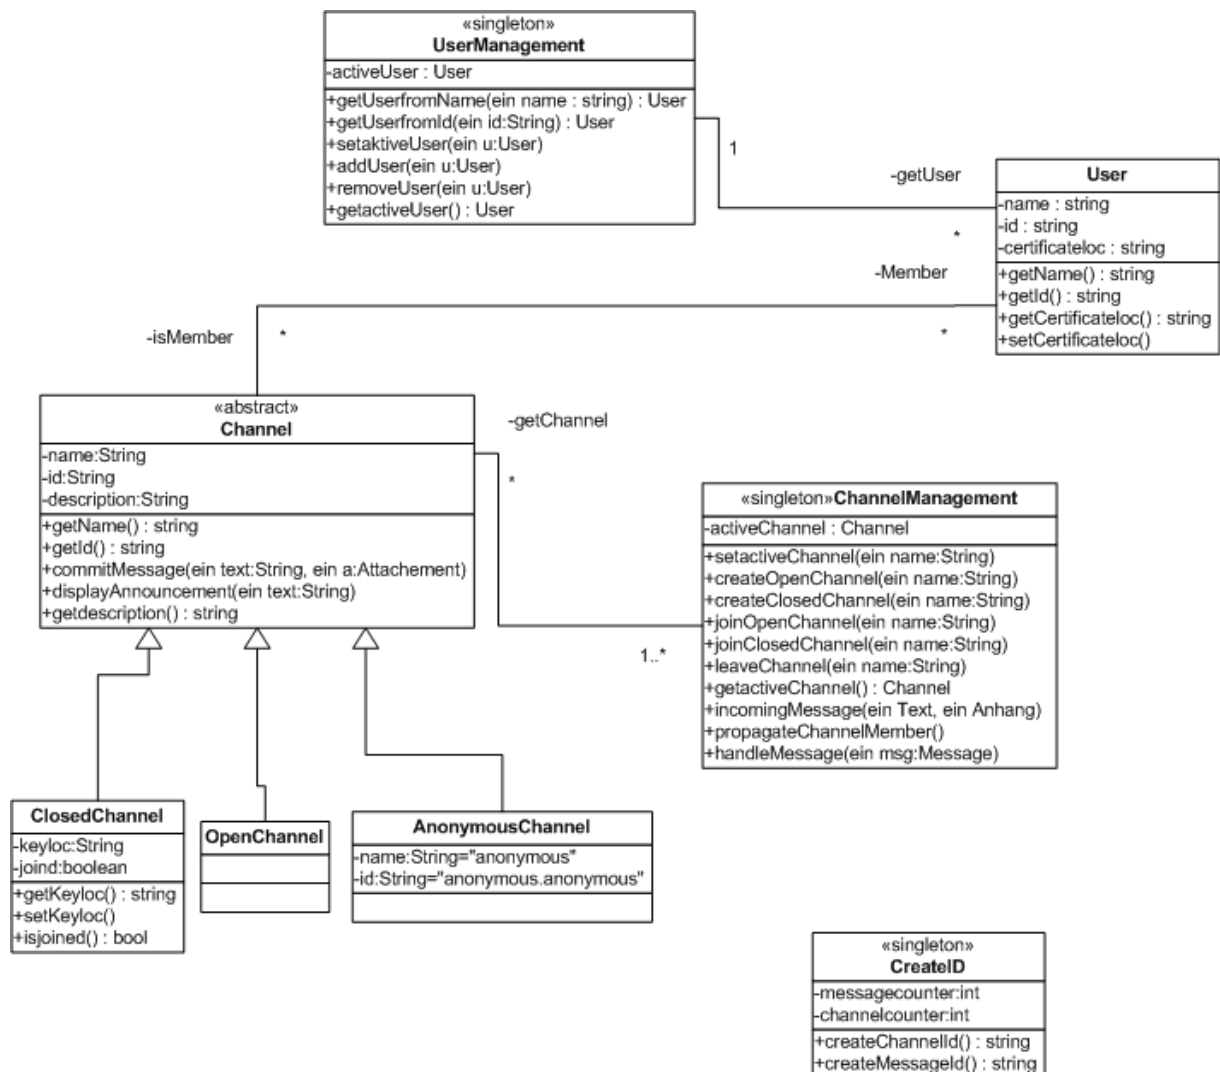 «singleton»
UserManagement
-activeUser : User
+getUserfromName(ein name : string) : User
+getUserfromId(ein id:String) : User
+setaktiveUser(ein u:User)
+addUser(ein u:User)
+removeUser(ein u:User)
+getactiveUser() : User
1
-getUser
*
User
-name : string
-id : string
-certificateloc : string
+getName() : string
+getId() : string
+getCertificateloc() : string
+setCertificateloc()
-Member
*
-isMember
*
«abstract»
Channel
-name:String
-id:String
-description:String
+getName() : string
+getId() : string
+commitMessage(ein text:String, ein a:Attachement)
+displayAnnouncement(ein text:String)
+getdescription() : string
-getChannel
*
1..*
«singleton»ChannelManagement
-activeChannel : Channel
+setactiveChannel(ein name:String)
+createOpenChannel(ein name:String)
+createClosedChannel(ein name:String)
+joinOpenChannel(ein name:String)
+joinClosedChannel(ein name:String)
+leaveChannel(ein name:String)
+getactiveChannel() : Channel
+incomingMessage(ein Text, ein Anhang)
+propagateChannelMember()
+handleMessage(ein msg:Message)
ClosedChannel
-keyloc:String
-joind:boolean
+getKeyloc() : string
+setKeyloc()
+isjoined() : bool
OpenChannel
AnonymousChannel
-name:String="anonymous"
-id:String="anonymous.anonymous"
«singleton»
CreateID
-messagecounter:int
-channelcounter:int
+createChannelId() : string
+createMessageId() : string